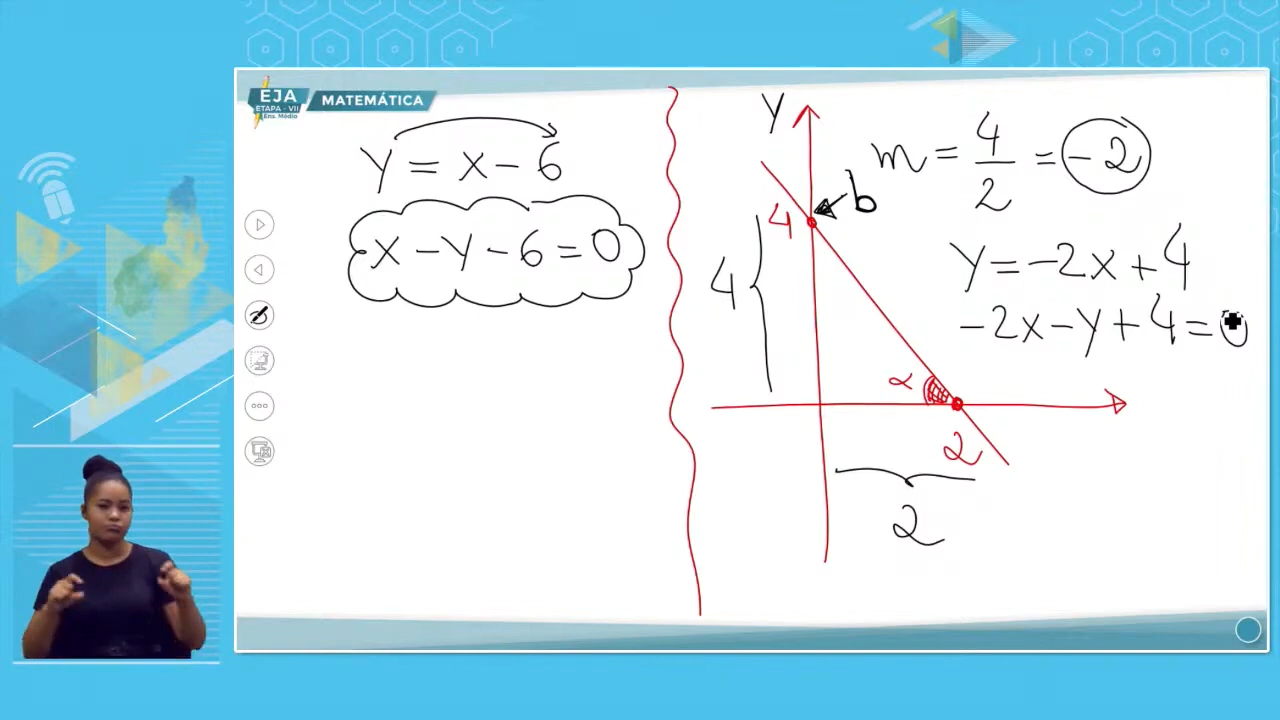 EJA
ETAPA - VII
Ens. Médio
MATEMÁTICA
y = x - 6
x - y - 6 = 0
Y
4
b
4
α
2
2
m = 4/2 = -2
y = -2x + 4
-2x - y + 4 = 0